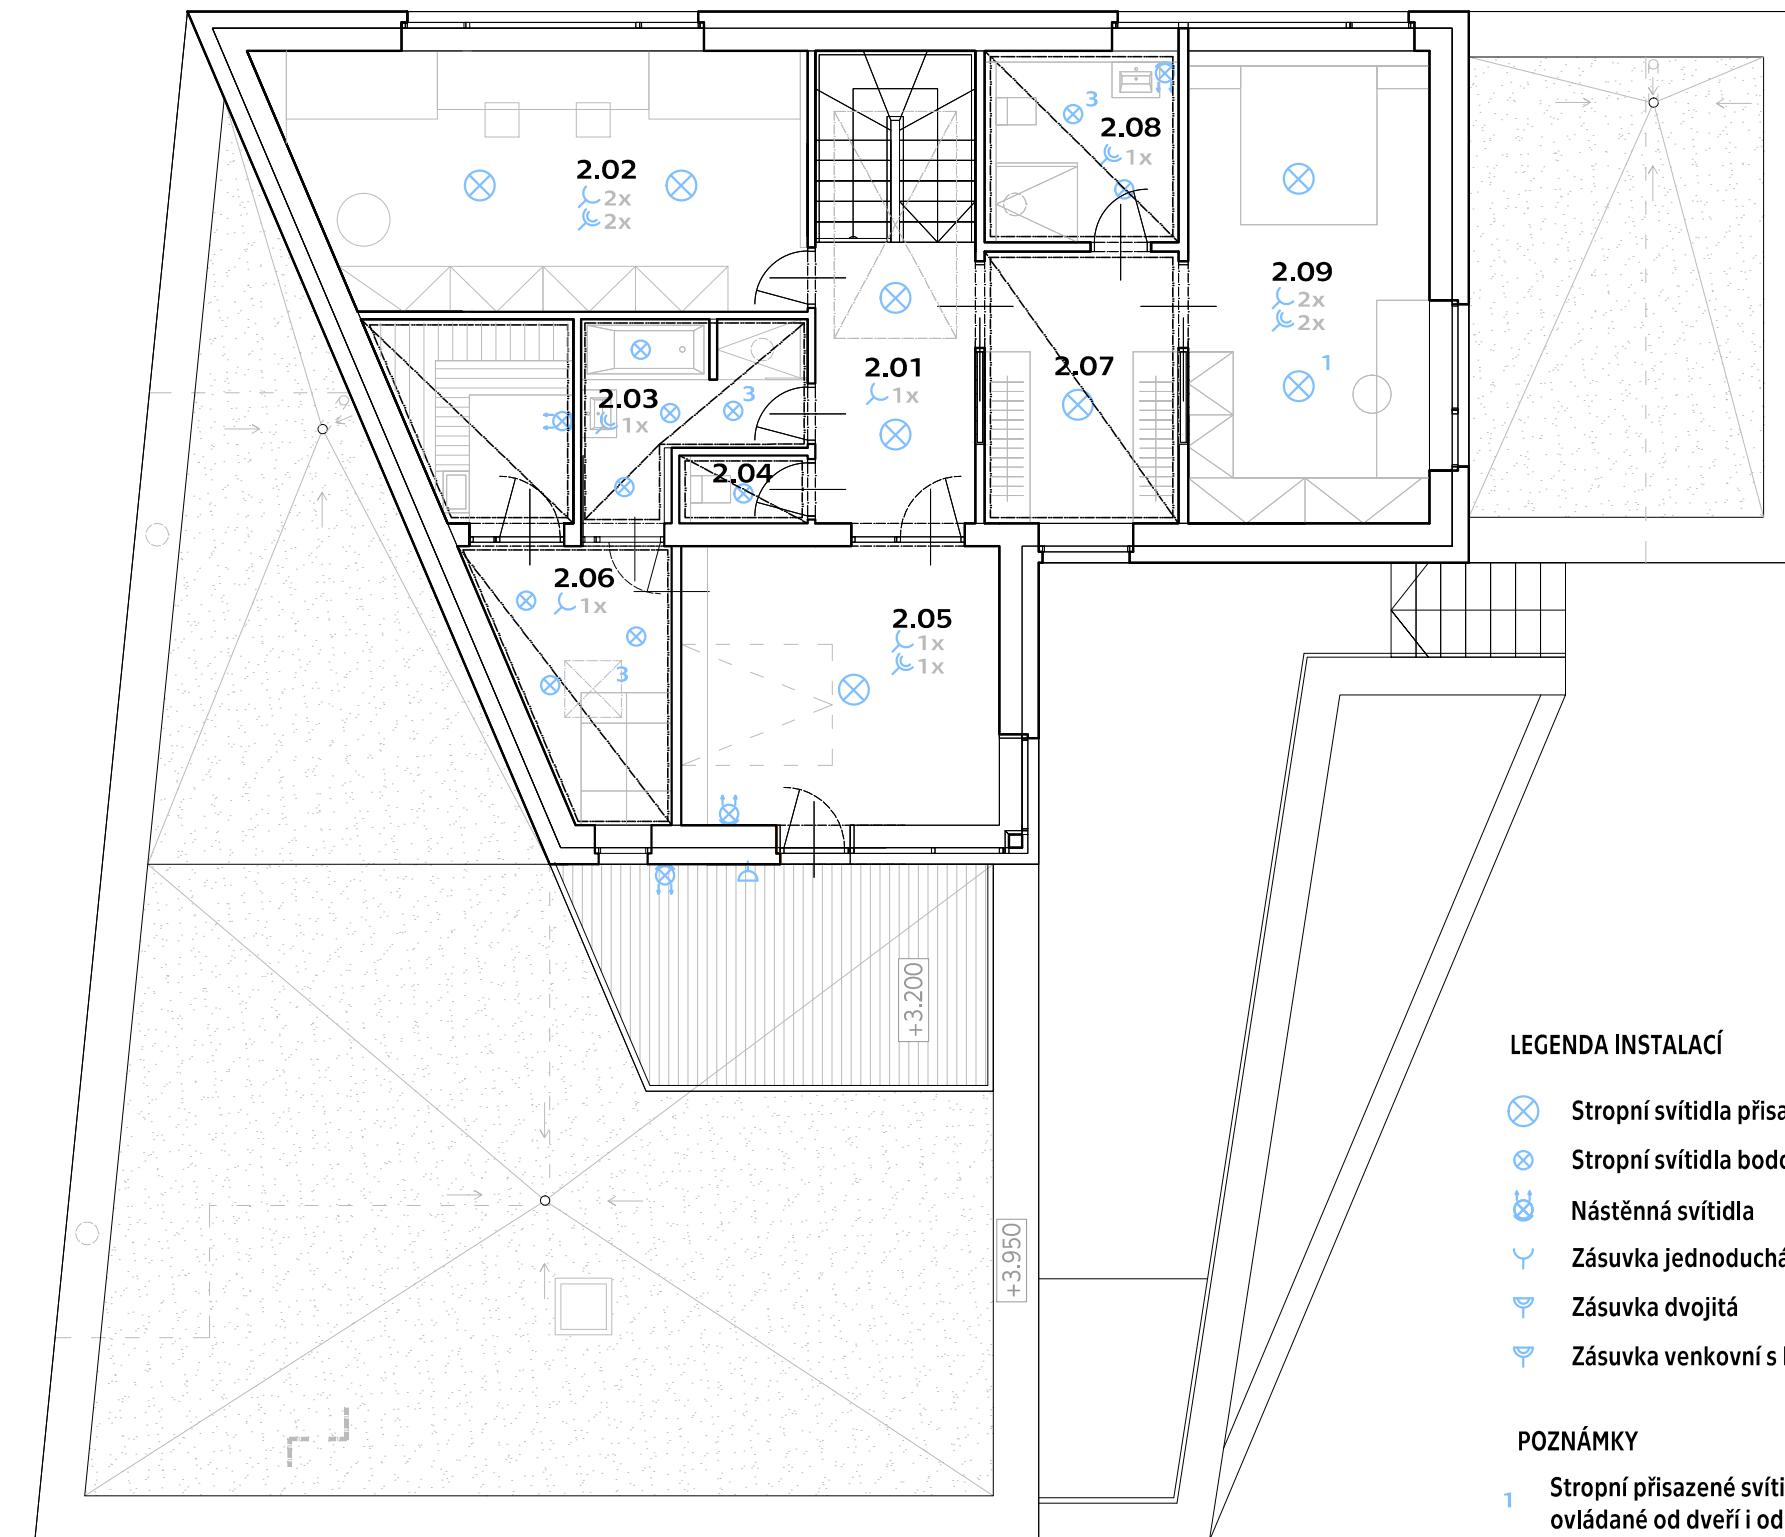 2.02
2x
2x
3
2.08
1x
2.09
2x
2x
1
2.01
1x
2.07
2.03
1x
3
2.04
2.06
1x
3
2.05
1x
1x
+3.200
+3.950
LEGENDA INSTALACÍ
Stropní svítidla
Stropní svítidla
Nástěnná svítidla
Zásuvka jednoduchá
Zásuvka dvojitá
Zásuvka venkovní s
POZNÁMKY
1 Stropní přisazené
ovládané od dveří i od